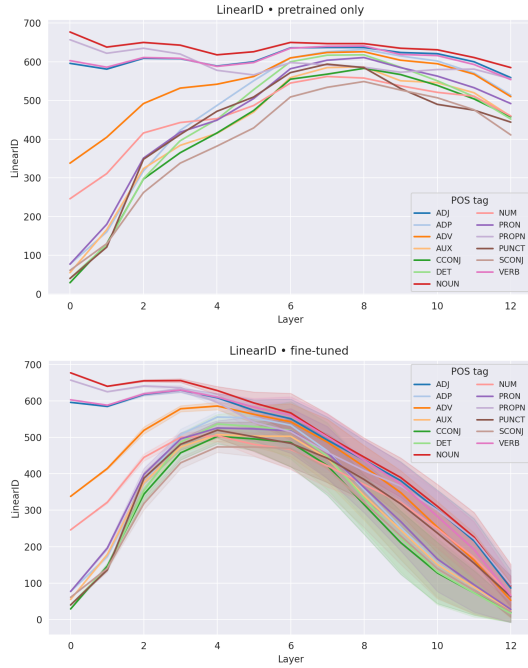 LinearID • pretrained only
700
600
500
400
300
200
100
0
LinearID
0 2 4 6 8 10 12
Layer
POS tag
ADJ NUM
ADP PRON
ADV PROPN
AUX PUNCT
CCONJ SCONJ
DET VERB
NOUN
LinearID • fine-tuned
700
600
500
400
300
200
100
0
LinearID
0 2 4 6 8 10 12
Layer
POS tag
ADJ NUM
ADP PRON
ADV PROPN
AUX PUNCT
CCONJ SCONJ
DET VERB
NOUN